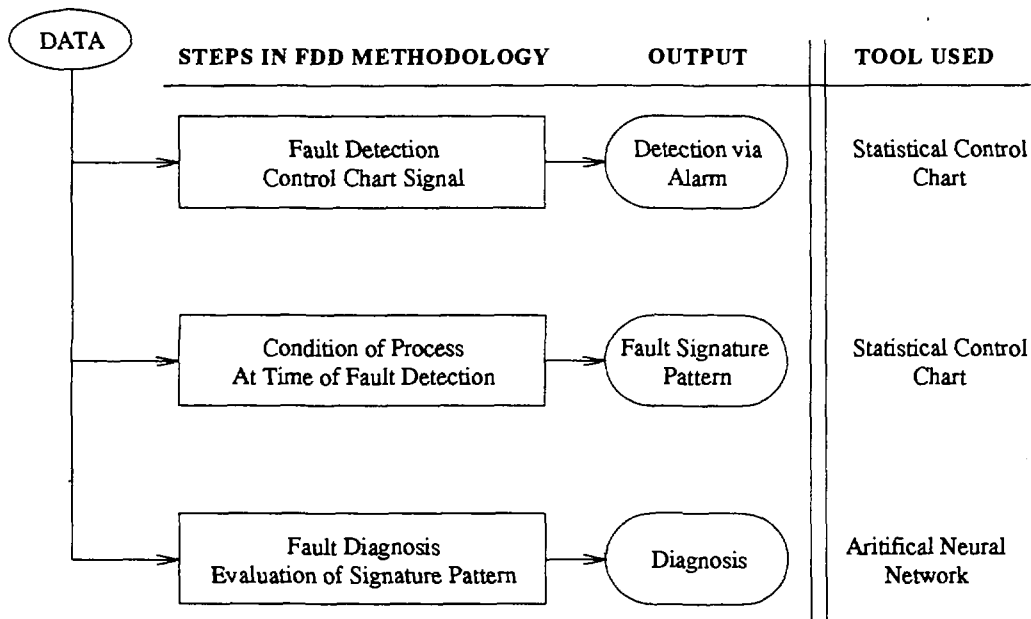 DATA
STEPS IN FDD METHODOLOGY OUTPUT TOOL USED
Fault Detection
Control Chart Signal
Detection via
Alarm
Statistical Control
Chart
Condition of Process
At Time of Fault Detection
Fault Signature
Pattern
Statistical Control
Chart
Fault Diagnosis
Evaluation of Signature Pattern
Diagnosis
Aritifical Neural
Network